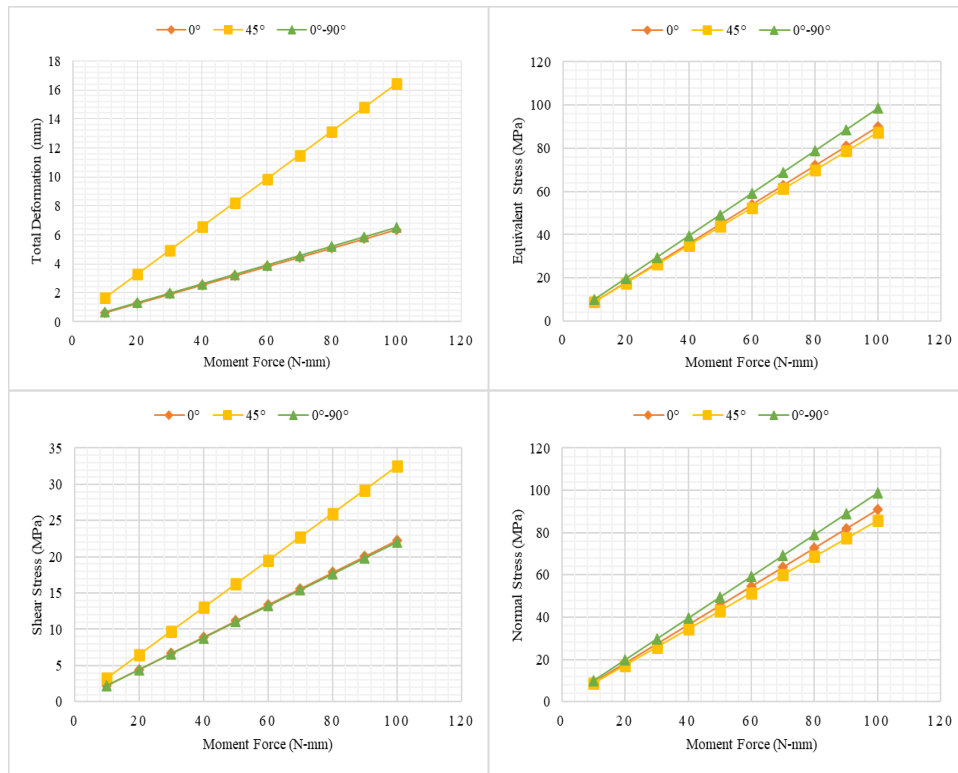 0° 45° 0°-90°
Total Deformation (mm)
18
16
14
12
10
8
6
4
2
0
0 20 40 60 80 100 120
Moment Force (N-mm)
0° 45° 0°-90°
Equivalent Stress (MPa)
120
100
80
60
40
20
0
0 20 40 60 80 100 120
Moment Force (N-mm)
0° 45° 0°-90°
Shear Stress (MPa)
35
30
25
20
15
10
5
0
0 20 40 60 80 100 120
Moment Force (N-mm)
0° 45° 0°-90°
Normal Stress (MPa)
120
100
80
60
40
20
0
0 20 40 60 80 100 120
Moment Force (N-mm)